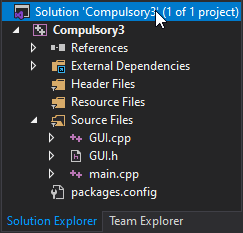 Solution 'Compulsory3' (1 of 1 project)
Compulsory3
References
External Dependencies
Header Files
Resource Files
Source Files
GUI.cpp
GUI.h
main.cpp
packages.config
Solution Explorer Team Explorer